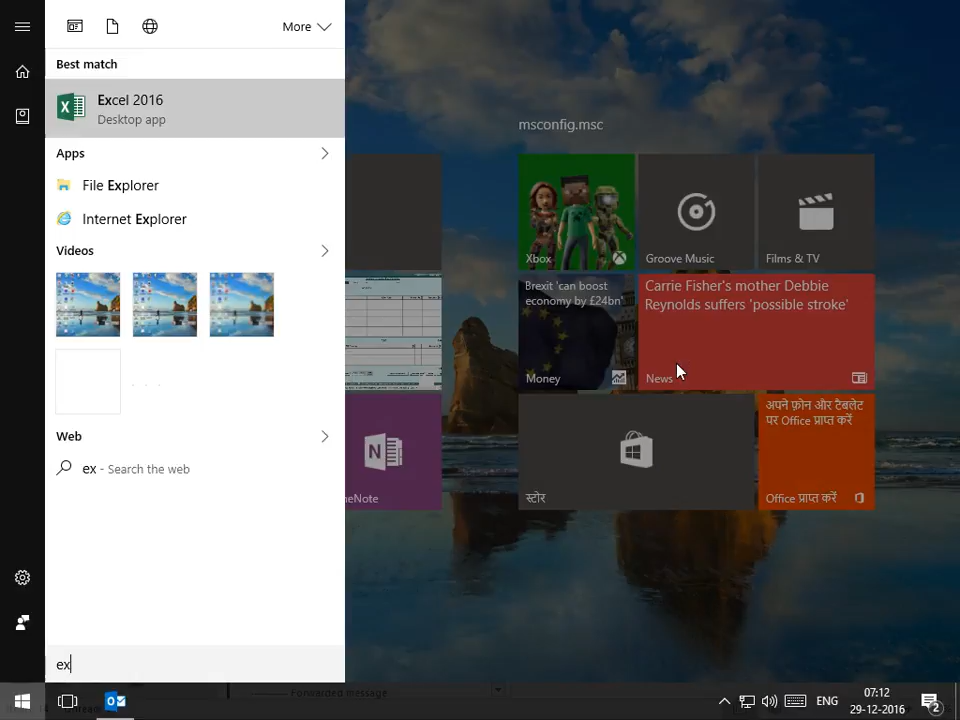 More
Best match
Excel 2016
Desktop app
Apps
File Explorer
Internet Explorer
Videos
Web
ex - Search the web
ex
msconfig.msc
Xbox
Groove Music
Films & TV
Brexit 'can boost
economy by £24bn'
Money
Carrie Fisher's mother Debbie
Reynolds suffers 'possible stroke'
News
neNote
स्टोर
अपने फ़ोन और टैबलेट
पर Office प्राप्त करें
Office प्राप्त करें
Forwarded message
ENG
07:12
29-12-2016
2